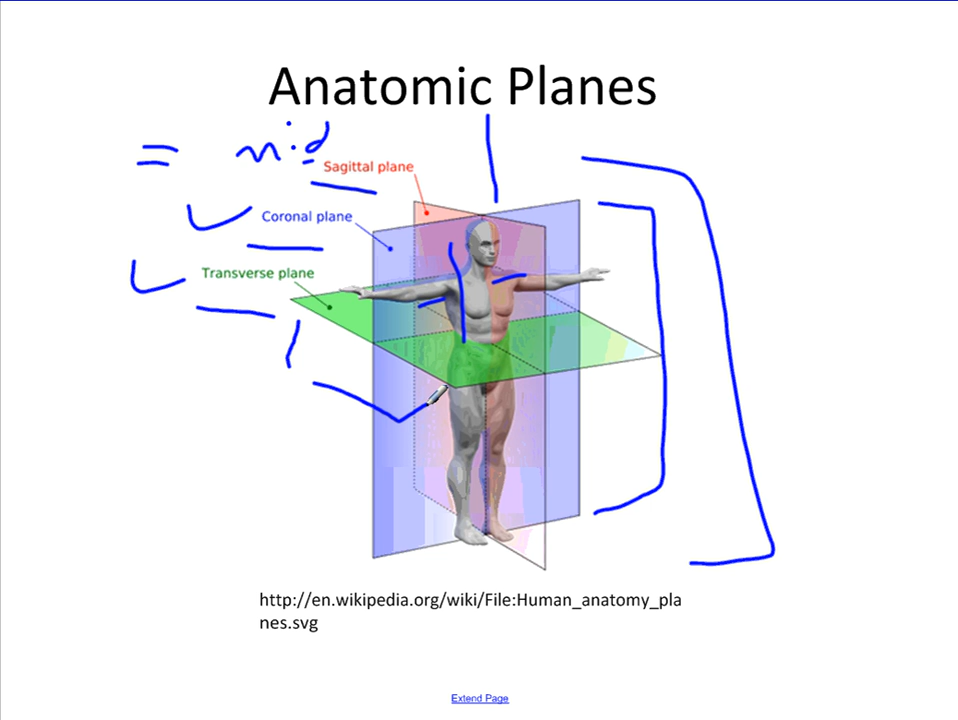 Anatomic Planes
= mid
Sagittal plane
Coronal plane
Transverse plane
http://en.wikipedia.org/wiki/File:Human_anatomy_pla
nes.svg
Extend Page